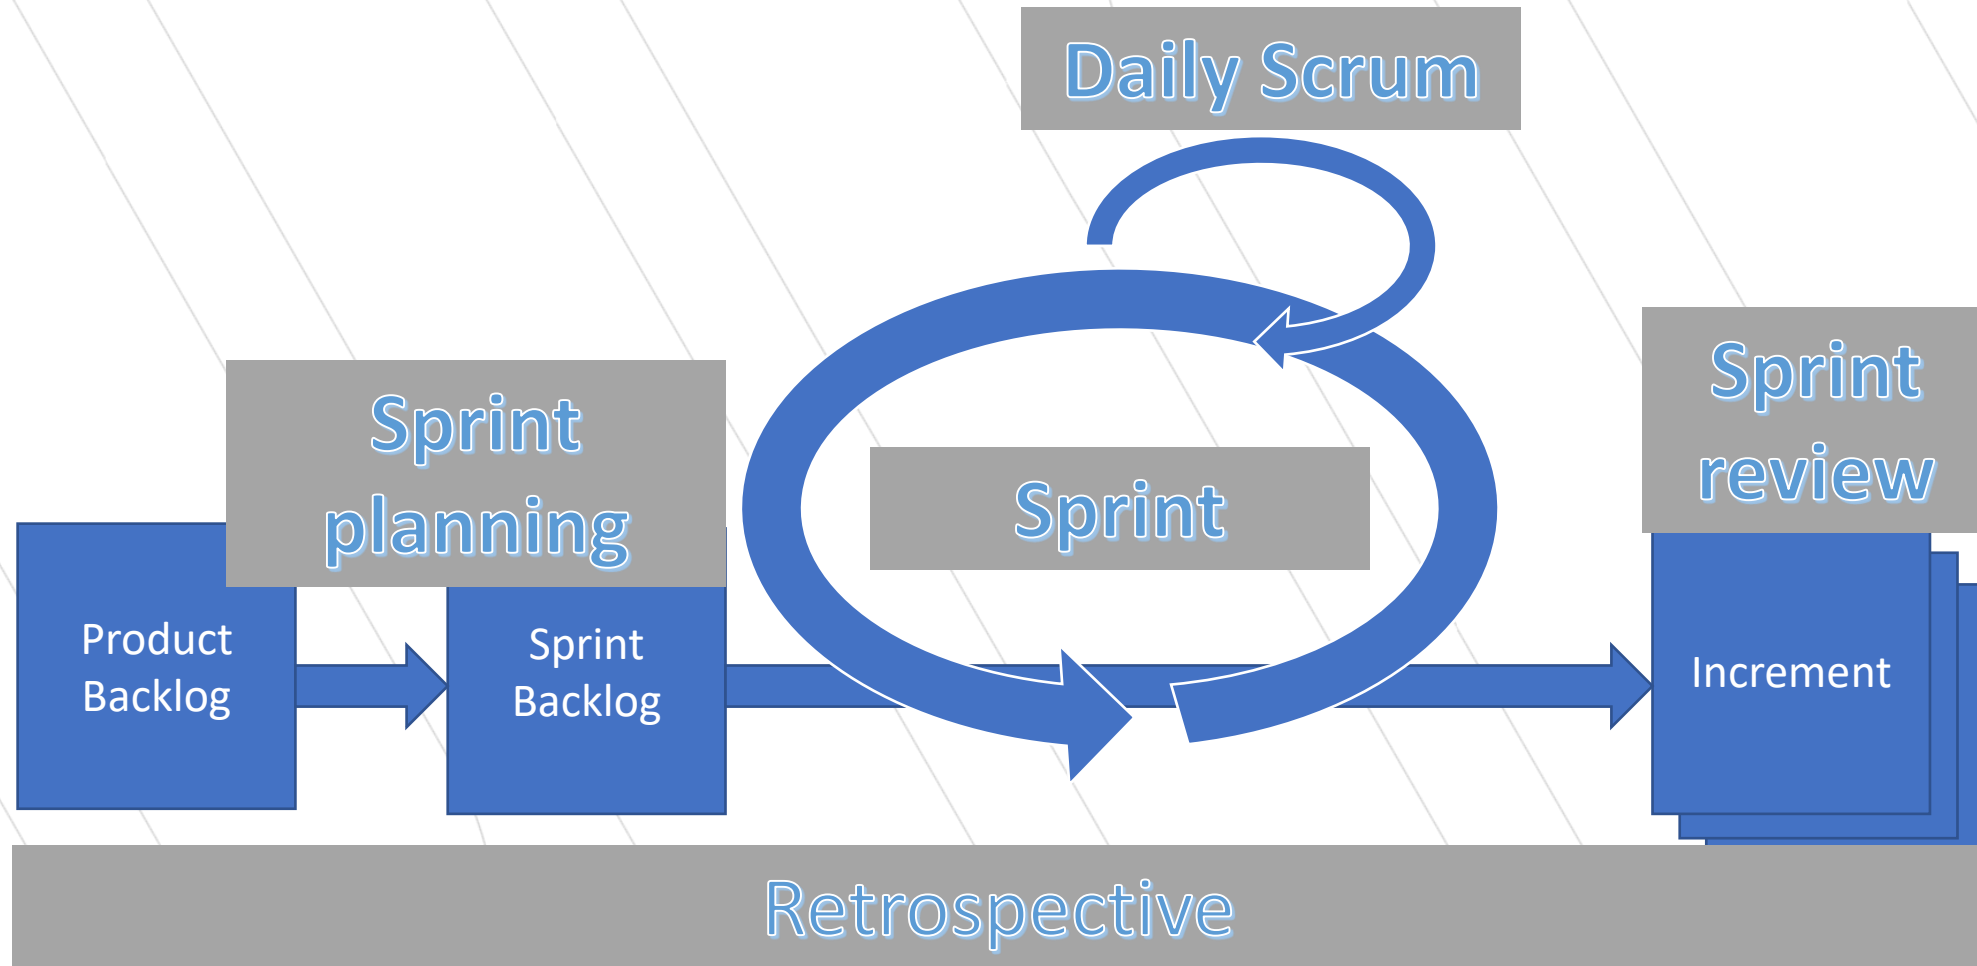 Daily Scrum
Sprint
planning
Sprint
Sprint
review
Product
Backlog
Sprint
Backlog
Increment
Retrospective